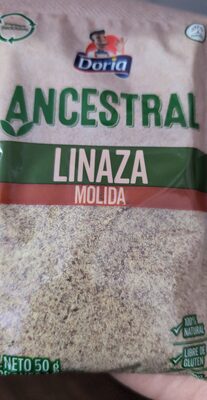 Doria
ANCESTRAL
LINAZA
MOLIDA
100%
NATURAL
LIBRE DE
GLUTEN
NETO 50 g